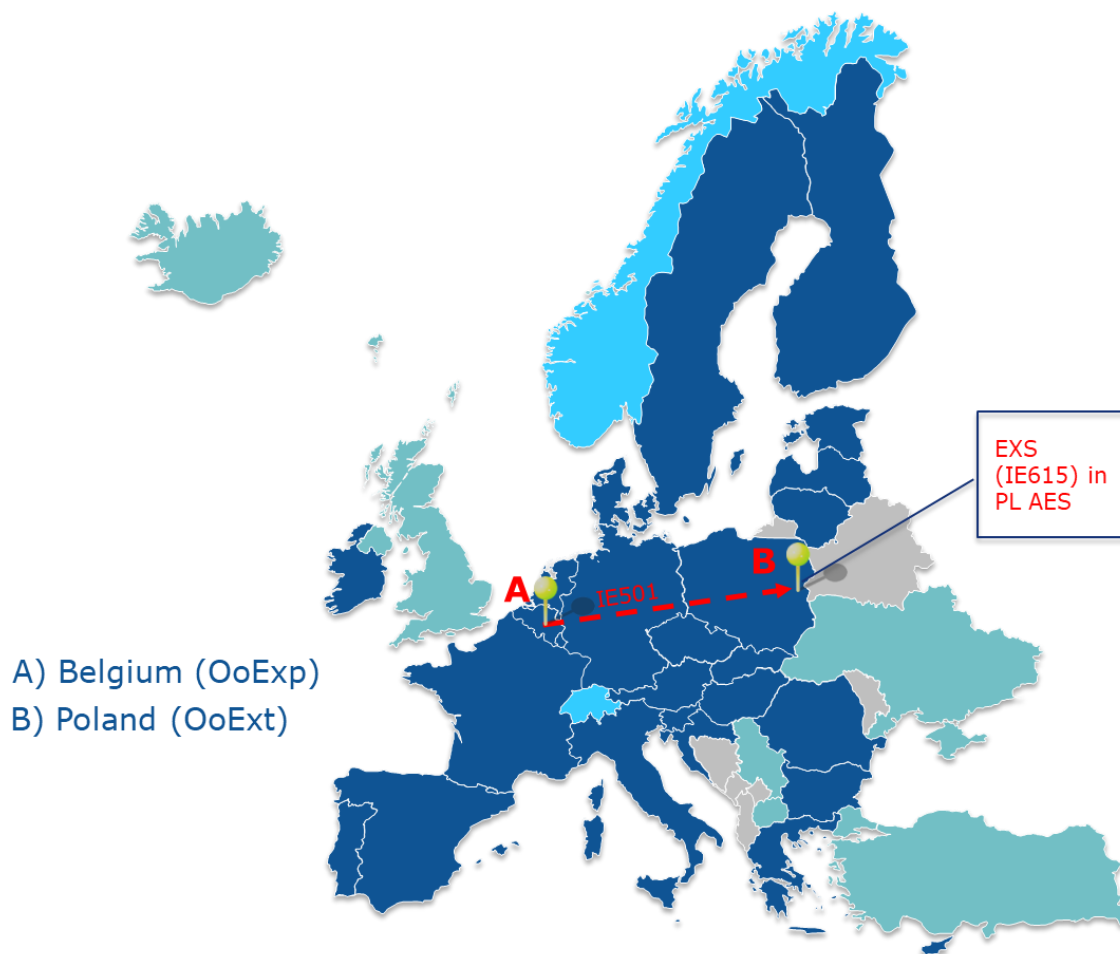 EXS
(IE615) in
PL AES
B
A
IE501
A) Belgium (OoExp)
B) Poland (OoExt)